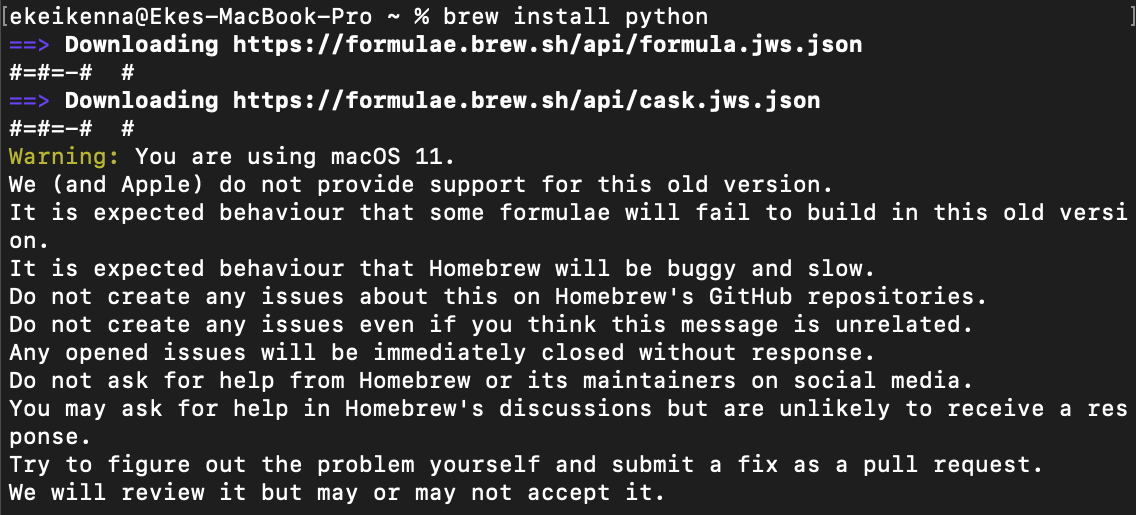 [ekeikenna@Ekes-MacBook-Pro ~ % brew install python ]
==> Downloading https://formulae.brew.sh/api/formula.jws.json
#=#=-#  #
==> Downloading https://formulae.brew.sh/api/cask.jws.json
#=#=-#  #
Warning: You are using macOS 11.
We (and Apple) do not provide support for this old version.
It is expected behaviour that some formulae will fail to build in this old versi
on.
It is expected behaviour that Homebrew will be buggy and slow.
Do not create any issues about this on Homebrew's GitHub repositories.
Do not create any issues even if you think this message is unrelated.
Any opened issues will be immediately closed without response.
Do not ask for help from Homebrew or its maintainers on social media.
You may ask for help in Homebrew's discussions but are unlikely to receive a res
ponse.
Try to figure out the problem yourself and submit a fix as a pull request.
We will review it but may or may not accept it.